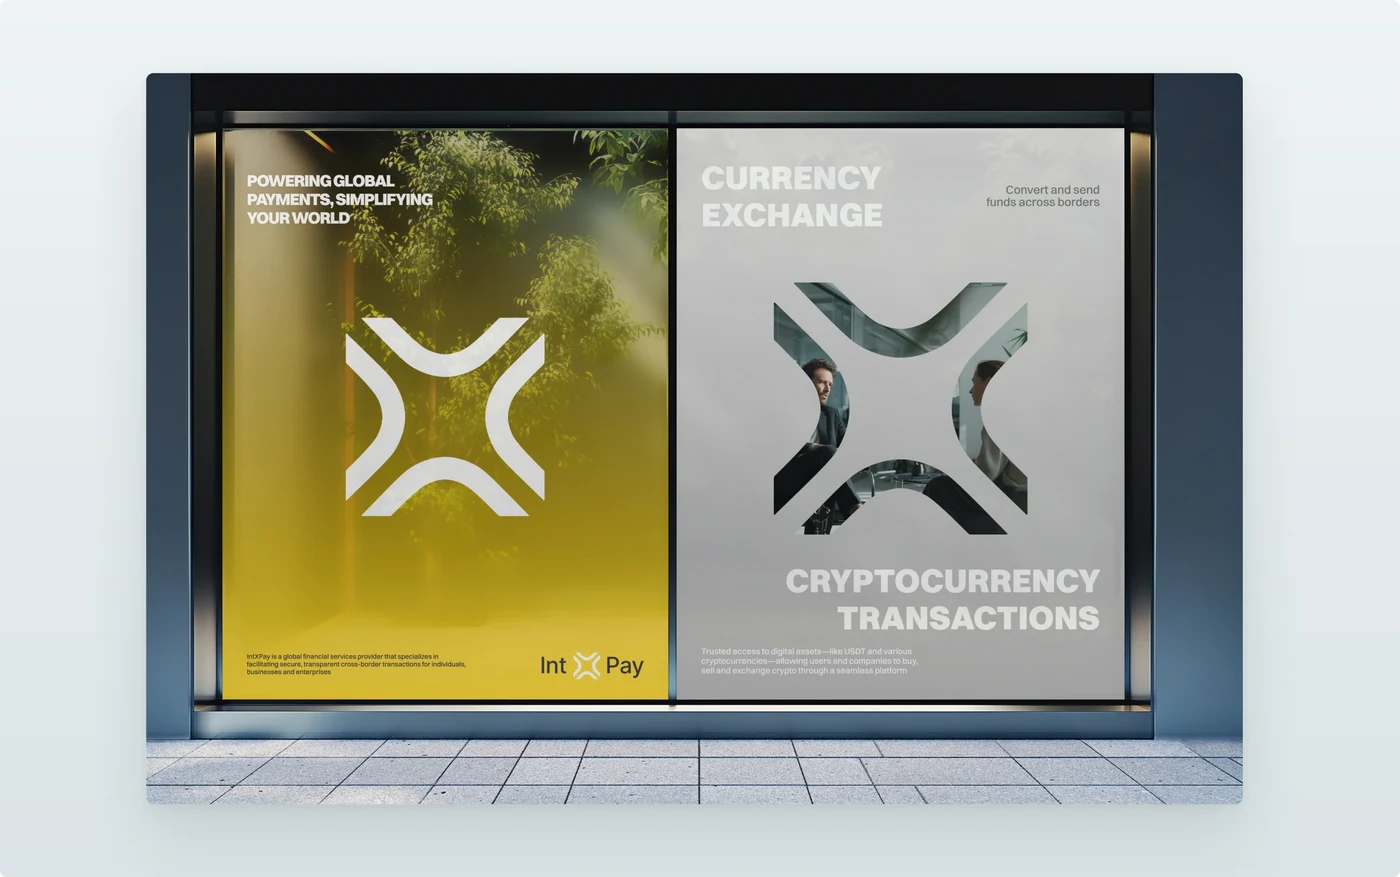 POWERING GLOBAL
PAYMENTS, SIMPLIFYING
YOUR WORLD
IntXPay is a global financial services provider that specializes in
facilitating secure, transparent cross-border transactions for individuals,
businesses and enterprises
Int Pay
CURRENCY
EXCHANGE
Convert and send
funds across borders
CRYPTOCURRENCY
TRANSACTIONS
Trusted access to digital assets—like USDT and various
cryptocurrencies—allowing users and companies to buy,
sell and exchange crypto through a seamless platform